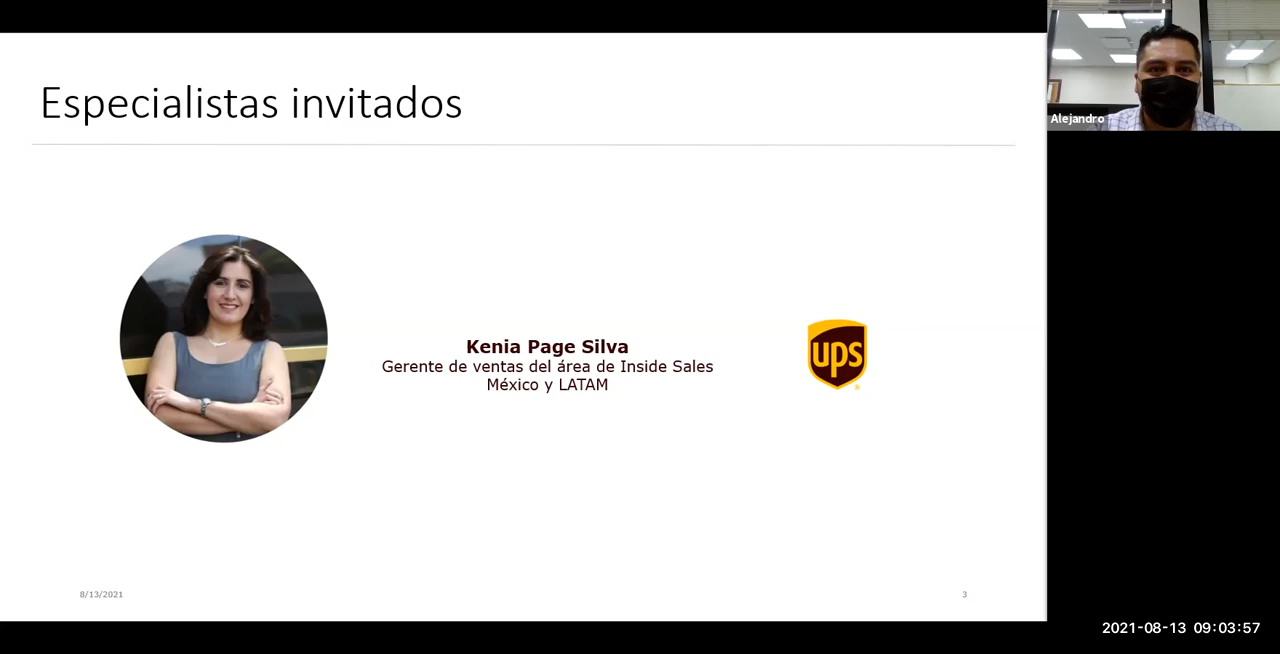 Especialistas invitados
Alejandro
Kenia Page Silva
Gerente de ventas del área de Inside Sales
México y LATAM
ups
®
8/13/2021
3
2021-08-13 09:03:57